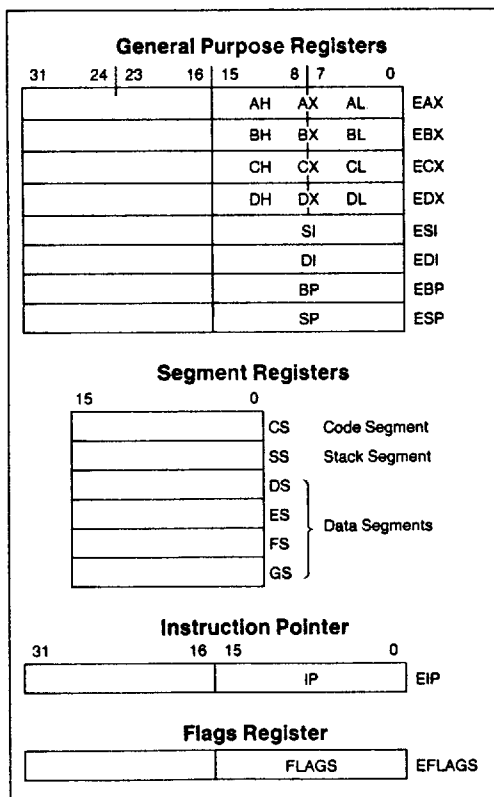 General Purpose Registers
31 24 23 16 15 8 7 0
AH AX AL EAX
BH BX BL EBX
CH CX CL ECX
DH DX DL EDX
SI ESI
DI EDI
BP EBP
SP ESP
Segment Registers
15 0
CS Code Segment
SS Stack Segment
DS
ES
FS
GS
Data Segments
Instruction Pointer
31 16 15 0
IP EIP
Flags Register
FLAGS EFLAGS